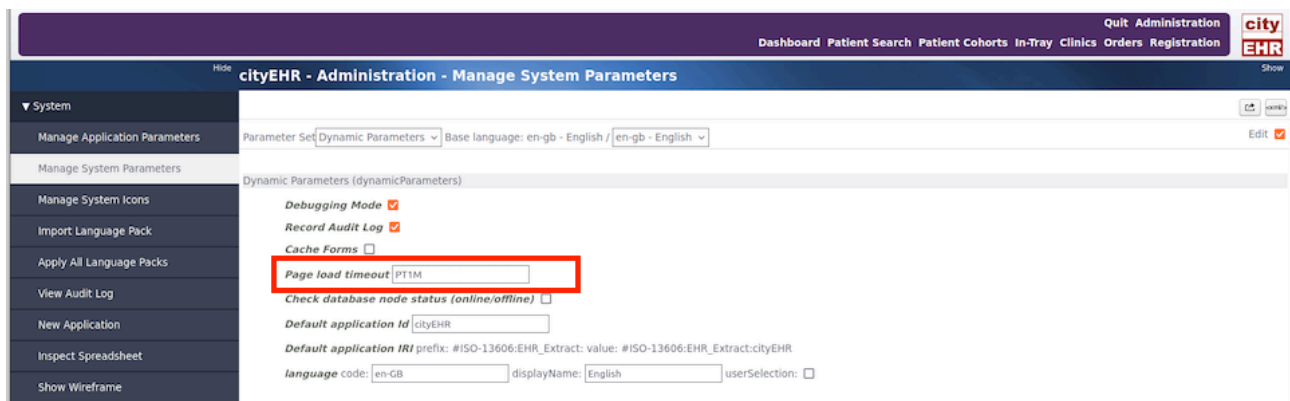 Quit Administration
city
EHR
Dashboard Patient Search Patient Cohorts In-Tray Clinics Orders Registration
Hide
cityEHR - Administration - Manage System Parameters
Show
▼ System
Manage Application Parameters
Parameter Set Dynamic Parameters Base language: en-gb - English / en-gb - English
Edit
Manage System Parameters
Dynamic Parameters (dynamicParameters)
Manage System Icons
Debugging Mode
Import Language Pack
Record Audit Log
Cache Forms
Apply All Language Packs
Page load timeout PT1M
View Audit Log
Check database node status (online/offline)
New Application
Default application Id cityEHR
Inspect Spreadsheet
Default application IRI prefix: #ISO-13606:EHR_Extract: value: #ISO-13606:EHR_Extract:cityEHR
language code: en-GB displayName: English userSelection:
Show Wireframe